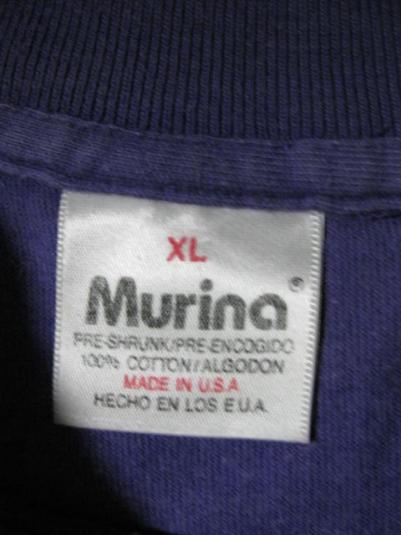 XL
Murina®
PRE-SHRUNK/PRE-ENCOGIDO
100% COTTON/ALGODON
MADE IN U.S.A
HECHO EN LOS E.U.A.